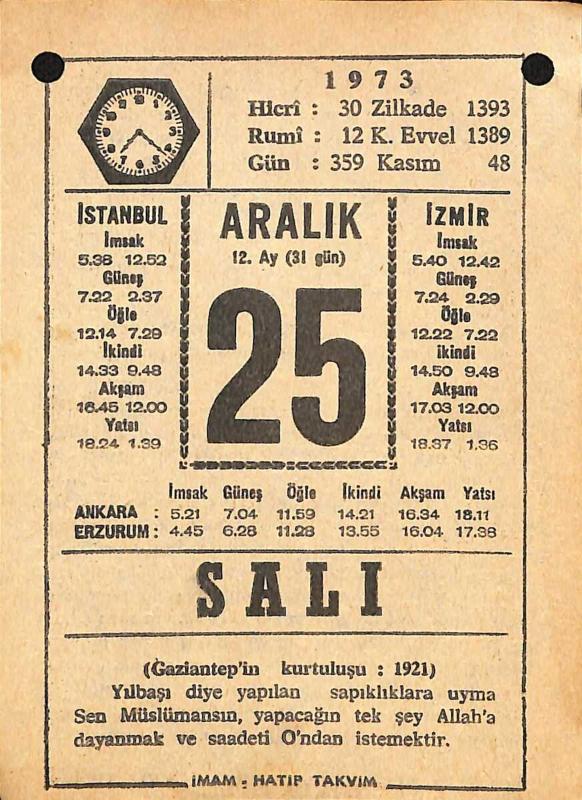 1973
Hicrî : 30 Zilkade 1393
Rumî : 12 K. Evvel 1389
Gün : 359 Kasım 48
İSTANBUL
İmsak
5.38 12.52
Güneş
7.22 2.37
Öğle
12.14 7.29
İkindi
14.33 9.48
Akşam
16.45 12.00
Yatsı
18.24 1.39
ARALIK
12. Ay (31 gün)
25
İZMİR
İmsak
5.40 12.42
Güneş
7.24 2.29
Öğle
12.22 7.22
ikindi
14.50 9.48
Akşam
17.03 12.00
Yatsı
18.37 1.36
İmsak Güneş Öğle İkindi Akşam Yatsı
ANKARA : 5.21 7.04 11.59 14.21 16.34 18.11
ERZURUM : 4.45 6.28 11.28 13.55 16.04 17.38
SALI
(Gaziantep'in kurtuluşu : 1921)
Yılbaşı diye yapılan sapıklıklara uyma
Sen Müslümansın, yapacağın tek şey Allah'a
dayanmak ve saadeti O'ndan istemektir.
İMAM - HATİP TAKVİM